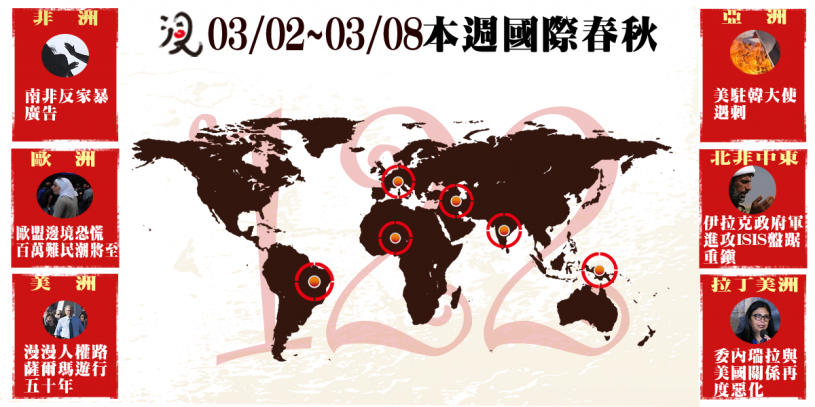 浸 03/02~03/08本週國際春秋
122
非洲
南非反家暴
廣告
歐洲
歐盟邊境恐慌
百萬難民潮將至
美洲
漫漫人權路
薩爾瑪遊行
五十年
亞洲
美駐韓大使
遇刺
北非中東
伊拉克政府軍
進攻ISIS盤踞
重鎮
拉丁美洲
委內瑞拉與
美國關係再
度惡化